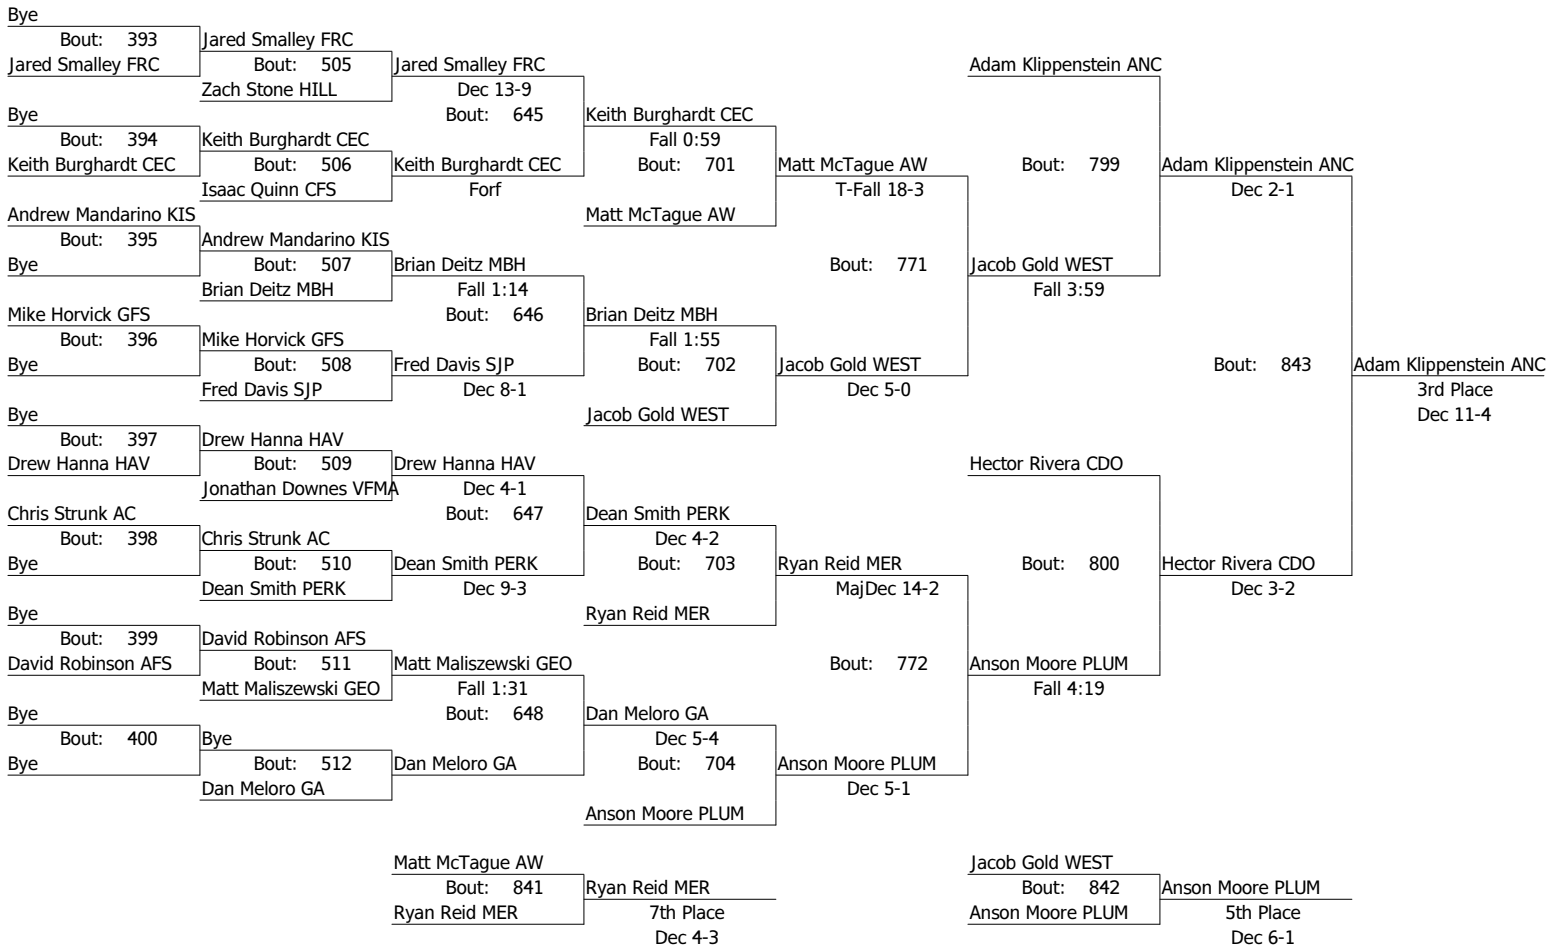 Bye
Bout: 393
Jared Smalley FRC
Jared Smalley FRC
Bout: 505
Zach Stone HILL
Jared Smalley FRC
Dec 13-9
Bout: 645
Bye
Bout: 394
Keith Burghardt CEC
Keith Burghardt CEC
Bout: 506
Isaac Quinn CFS
Keith Burghardt CEC
Forf
Keith Burghardt CEC
Fall 0:59
Bout: 701
Matt McTague AW
Matt McTague AW
T-Fall 18-3
Andrew Mandarino KIS
Bout: 395
Bye
Andrew Mandarino KIS
Bout: 507
Brian Deitz MBH
Brian Deitz MBH
Fall 1:14
Bout: 646
Mike Horvick GFS
Bout: 396
Bye
Mike Horvick GFS
Bout: 508
Fred Davis SJP
Fred Davis SJP
Dec 8-1
Brian Deitz MBH
Fall 1:55
Bout: 702
Jacob Gold WEST
Jacob Gold WEST
Dec 5-0
Bout: 771
Adam Klippenstein ANC
Bout: 799
Jacob Gold WEST
Fall 3:59
Adam Klippenstein ANC
Dec 2-1
Bye
Bout: 397
Drew Hanna HAV
Drew Hanna HAV
Bout: 509
Jonathan Downes VFMA
Drew Hanna HAV
Dec 4-1
Bout: 647
Chris Strunk AC
Bout: 398
Bye
Chris Strunk AC
Bout: 510
Dean Smith PERK
Dean Smith PERK
Dec 9-3
Dean Smith PERK
Dec 4-2
Bout: 703
Ryan Reid MER
Ryan Reid MER
MajDec 14-2
Bye
Bout: 399
David Robinson AFS
David Robinson AFS
Bout: 511
Matt Maliszewski GEO
Matt Maliszewski GEO
Fall 1:31
Bout: 648
Bye
Bout: 400
Bye
Bye
Bout: 512
Dan Meloro GA
Dan Meloro GA
Dan Meloro GA
Dec 5-4
Bout: 704
Anson Moore PLUM
Anson Moore PLUM
Dec 5-1
Bout: 772
Hector Rivera CDO
Bout: 800
Anson Moore PLUM
Fall 4:19
Hector Rivera CDO
Dec 3-2
Bout: 843
Adam Klippenstein ANC
3rd Place
Dec 11-4
Matt McTague AW
Bout: 841
Ryan Reid MER
Ryan Reid MER
7th Place
Dec 4-3
Jacob Gold WEST
Bout: 842
Anson Moore PLUM
Anson Moore PLUM
5th Place
Dec 6-1